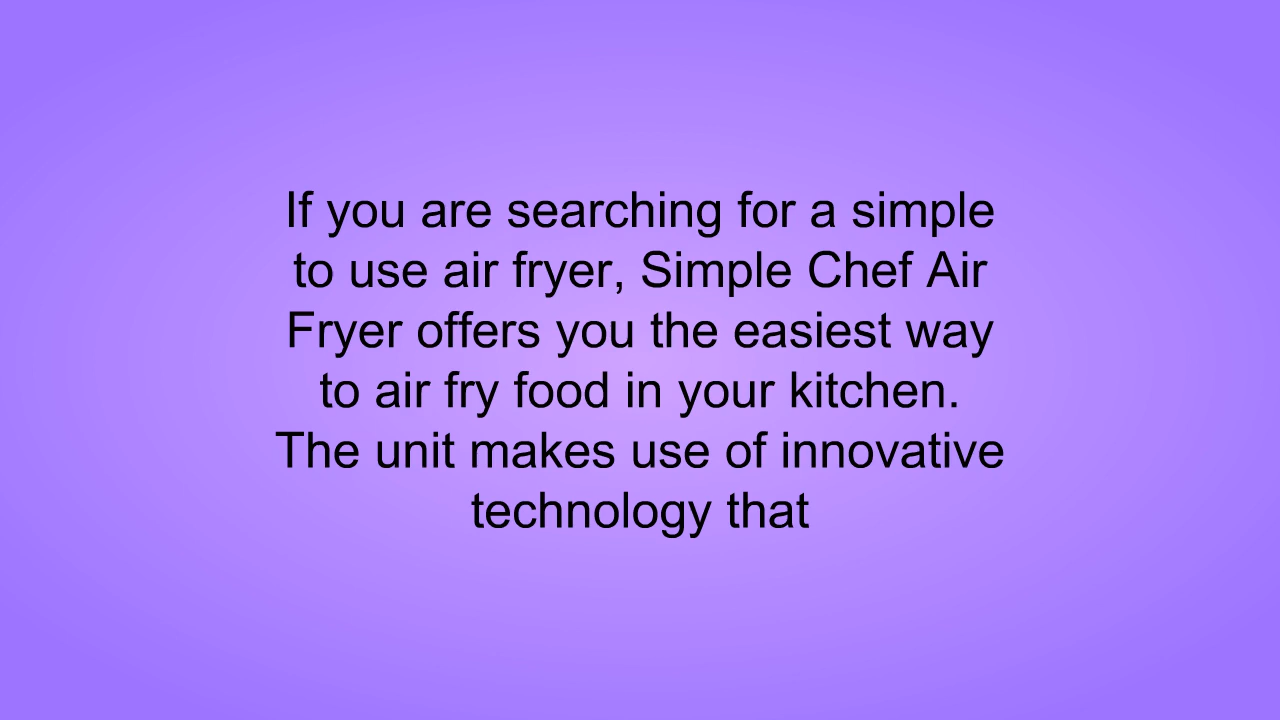 If you are searching for a simple
to use air fryer, Simple Chef Air
Fryer offers you the easiest way
to air fry food in your kitchen.
The unit makes use of innovative
technology that